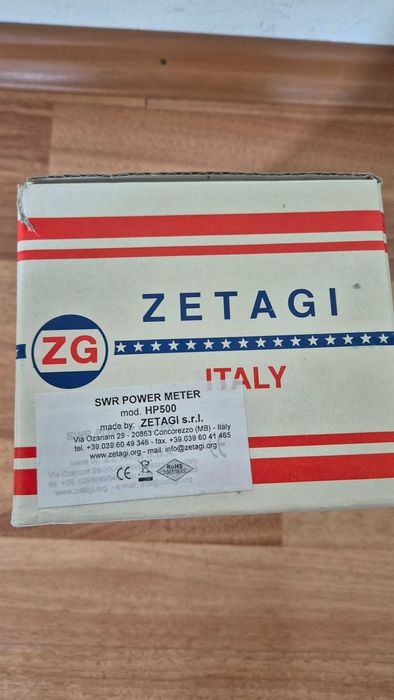 ZETAGI
ZG
ITALY
SWR POWER METER
mod. HP500
made by: ZETAGI s.r.l.
Via Ozanam 29 - 20863 Concorezzo (MB) - Italy
tel. +39.039 60 49 346 - fax. +39.039 60 41 465
www.zetagi.org - mail: info@zetagi.org
CE
RoHS